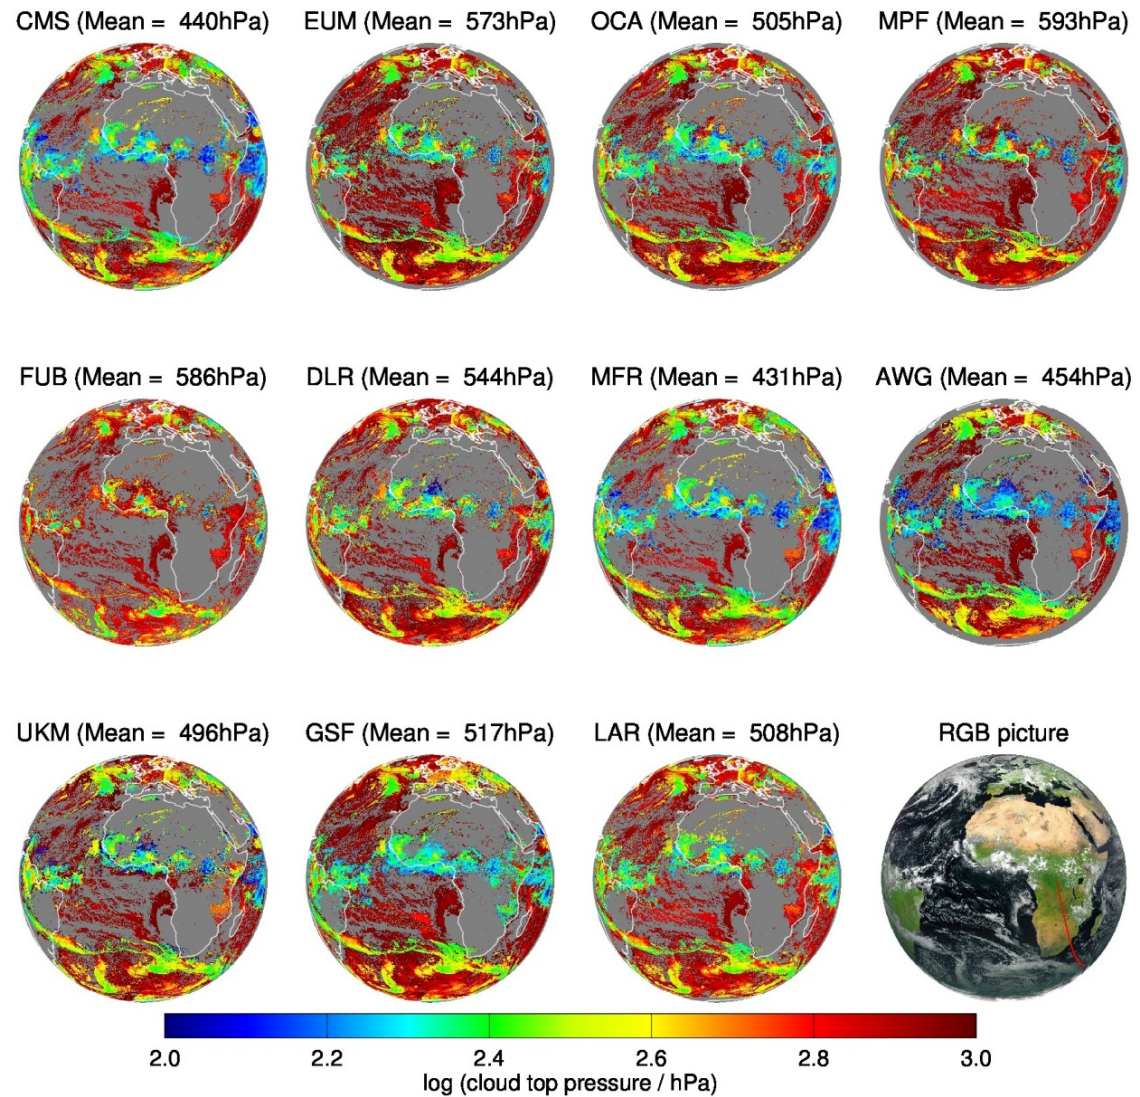 CMS (Mean = 440hPa)
EUM (Mean = 573hPa)
OCA (Mean = 505hPa)
MPF (Mean = 593hPa)
FUB (Mean = 586hPa)
DLR (Mean = 544hPa)
MFR (Mean = 431hPa)
AWG (Mean = 454hPa)
UKM (Mean = 496hPa)
GSF (Mean = 517hPa)
LAR (Mean = 508hPa)
RGB picture
2.0 2.2 2.4 2.6 2.8 3.0
log (cloud top pressure / hPa)